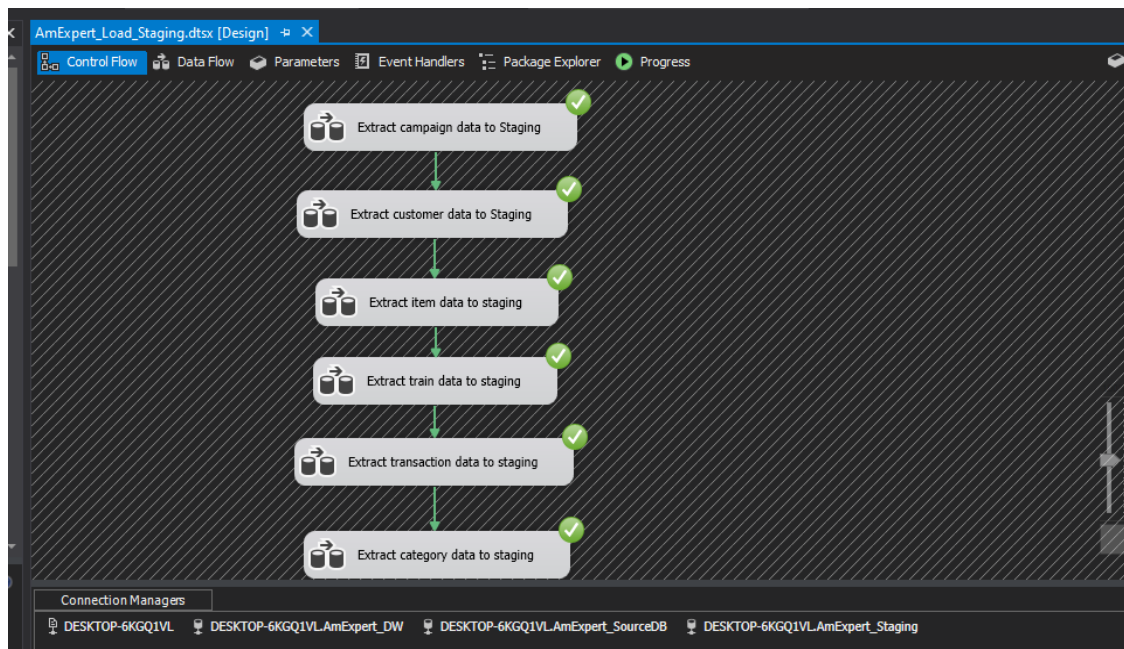 AmExpert_Load_Staging.dtsx [Design]
Control Flow Data Flow Parameters Event Handlers Package Explorer Progress
Extract campaign data to Staging
Extract customer data to Staging
Extract item data to staging
Extract train data to staging
Extract transaction data to staging
Extract category data to staging
Connection Managers
DESKTOP-6KGQ1VL DESKTOP-6KGQ1VL.AmExpert_DW DESKTOP-6KGQ1VL.AmExpert_SourceDB DESKTOP-6KGQ1VL.AmExpert_Staging